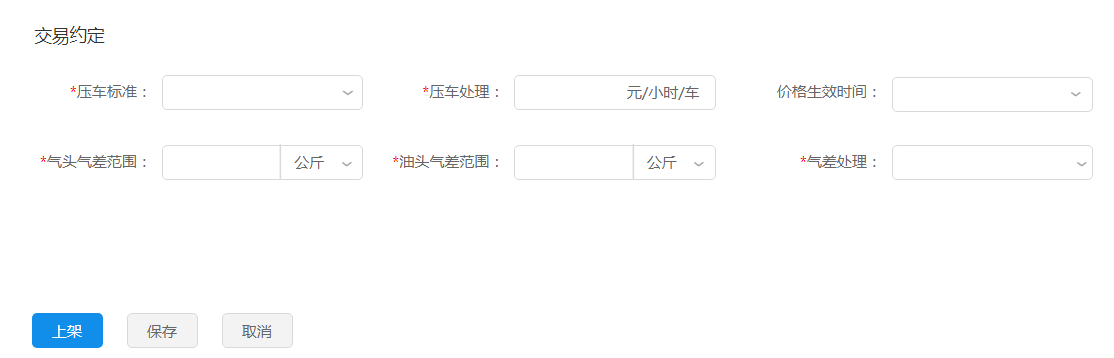 交易约定
*压车标准： *压车处理： 元/小时/车 价格生效时间：
*气头气差范围： 公斤 *油头气差范围： 公斤 *气差处理：
上架 保存 取消